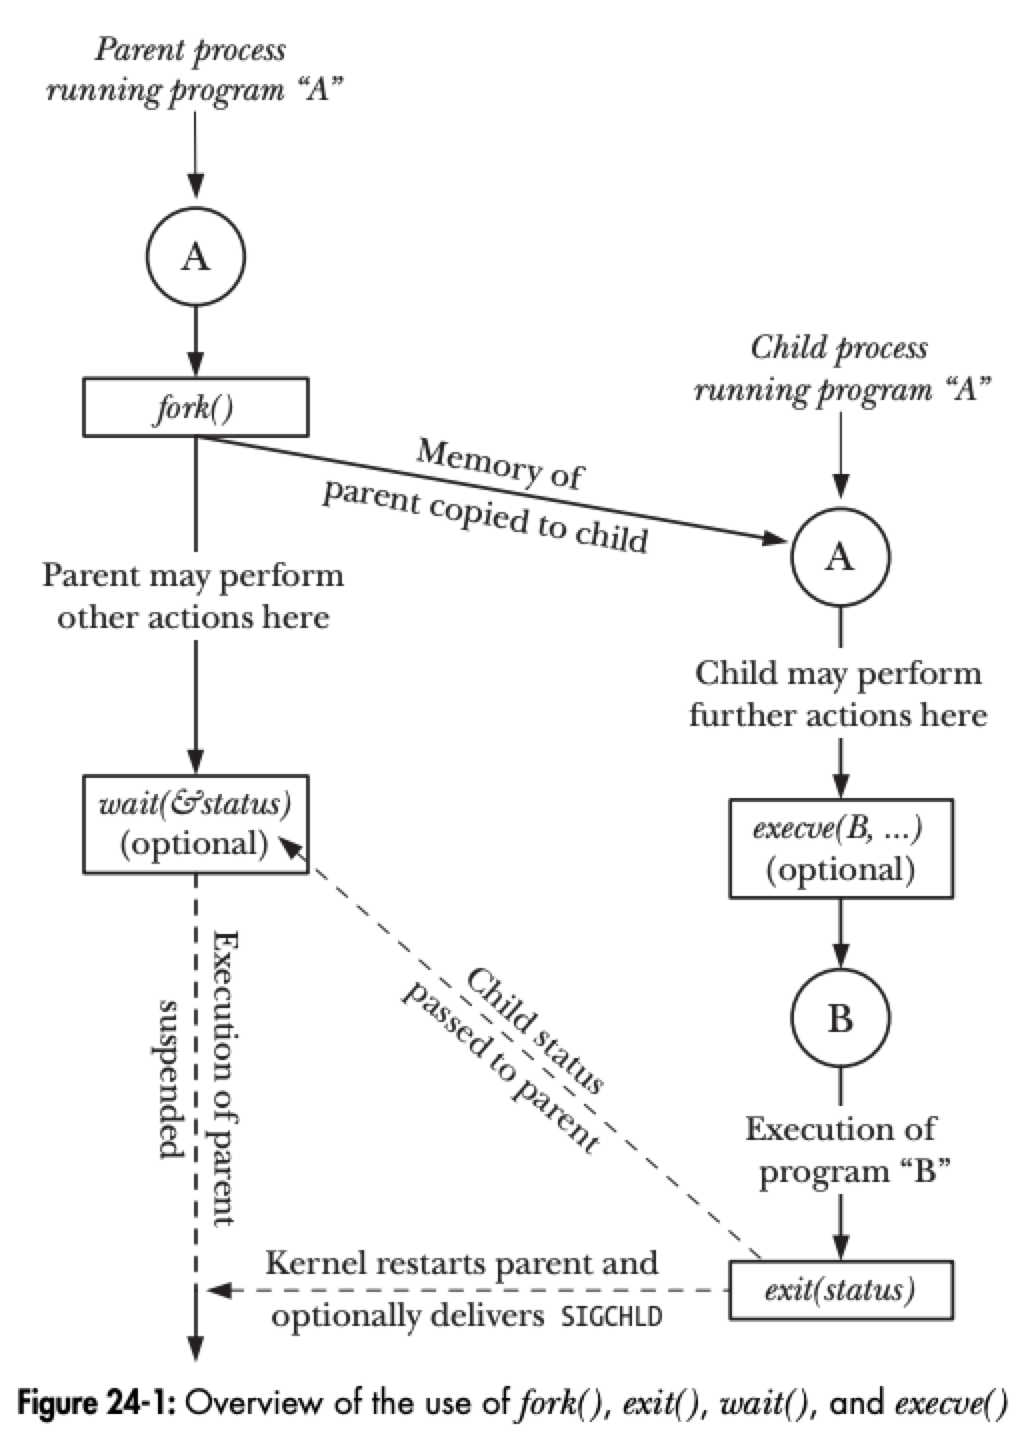 Parent process
running program “A”
A
fork()
Memory of
parent copied to child
Child process
running program “A”
A
Parent may perform
other actions here
Child may perform
further actions here
wait(&status)
(optional)
execve(B, ...)
(optional)
B
Execution of parent
suspended
Child status
passed to parent
Execution of
program “B”
Kernel restarts parent and
optionally delivers SIGCHLD
exit(status)
Figure 24-1: Overview of the use of fork(), exit(), wait(), and execve()